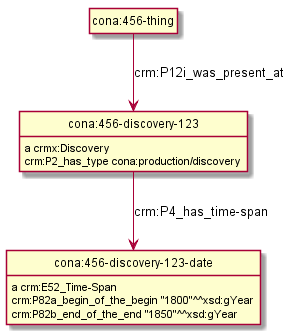 cona:456-thing
crm:P12i_was_present_at
cona:456-discovery-123
a crmx:Discovery
crm:P2_has_type cona:production/discovery
crm:P4_has_time-span
cona:456-discovery-123-date
a crm:E52_Time-Span
crm:P82a_begin_of_the_begin "1800"^^xsd:gYear
crm:P82b_end_of_the_end "1850"^^xsd:gYear